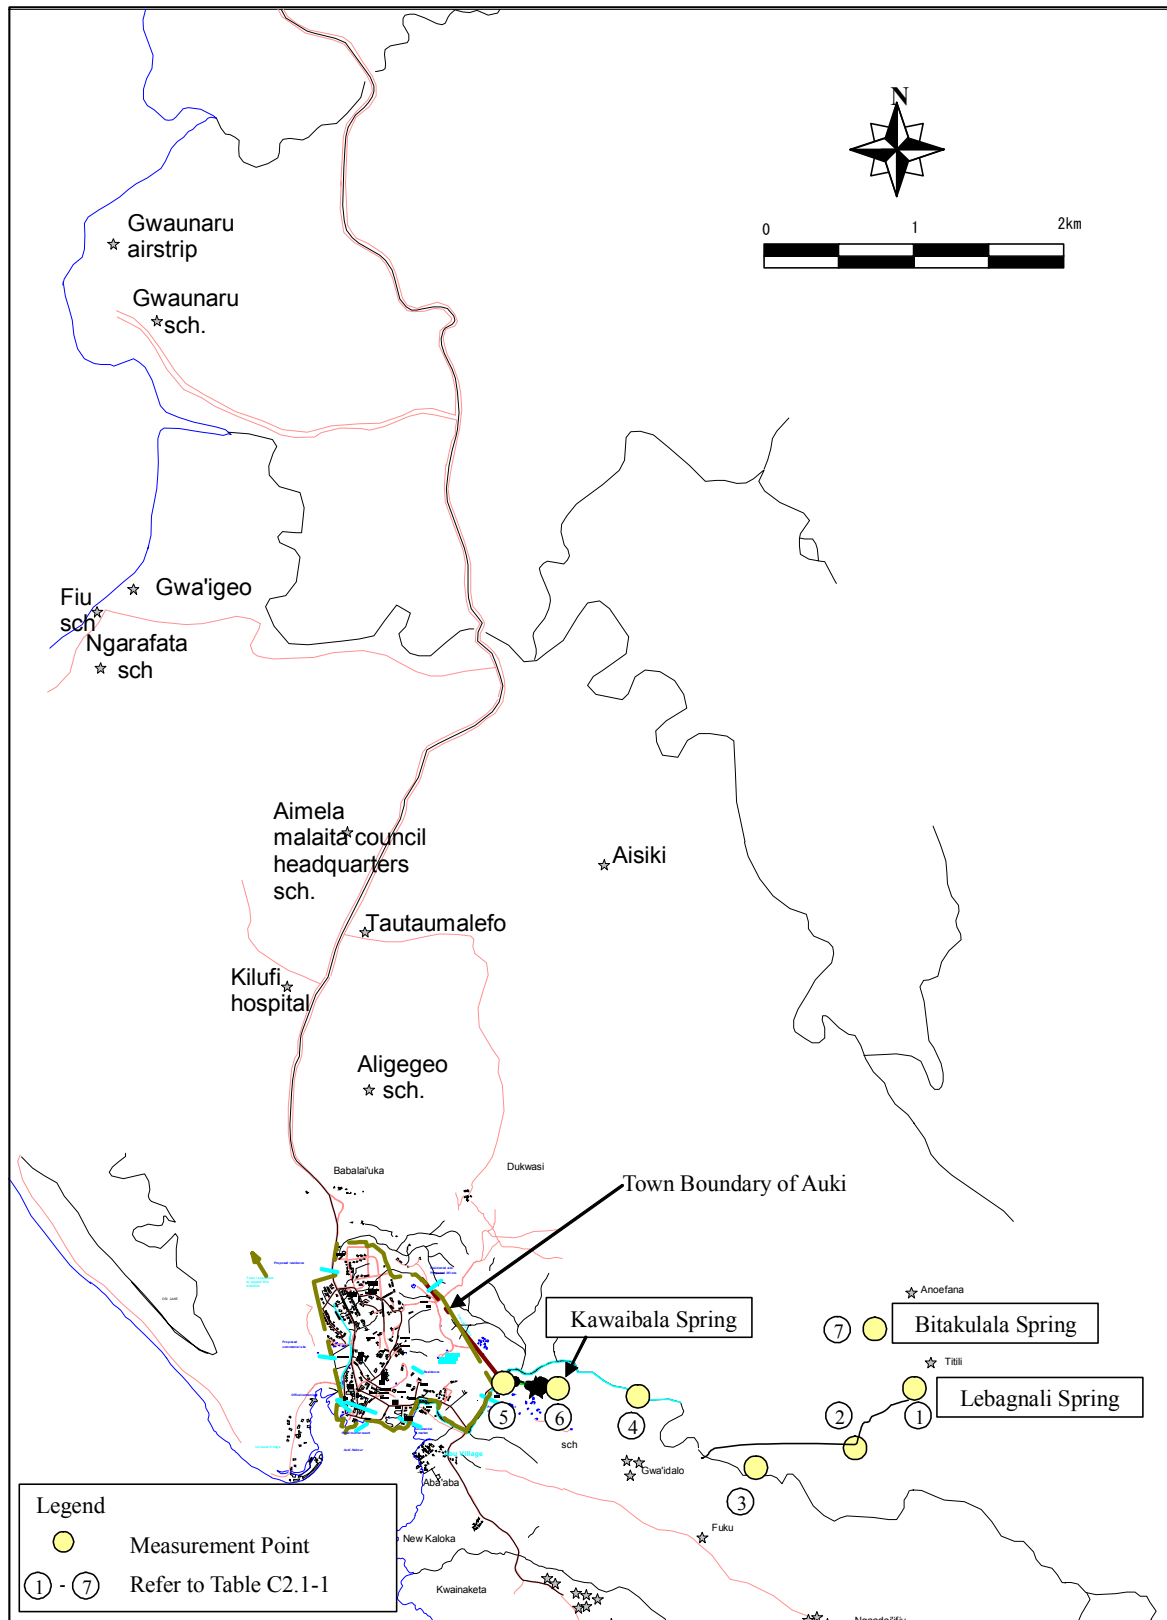 N
0 1 2km
Gwaunaru
airstrip
Gwaunaru
sch.
Gwa'igeo
Fiu
sch
Ngarafata
sch
Aimela
malaita council
headquarters
sch.
Aisiki
Tautaumalefo
Kilufi
hospital
Aligegeo
sch.
Babalai'uka
Dukwasi
Town Boundary of Auki
Anoefana
Kawaibala Spring
7
Bitakulala Spring
Titili
Lebagnali Spring
5
6
4
2
1
3
sch
Gwa'idalo
Aba'aba
Fuku
New Kaloka
Kwainaketa
Legend
Measurement Point
1 - 7 Refer to Table C2.1-1